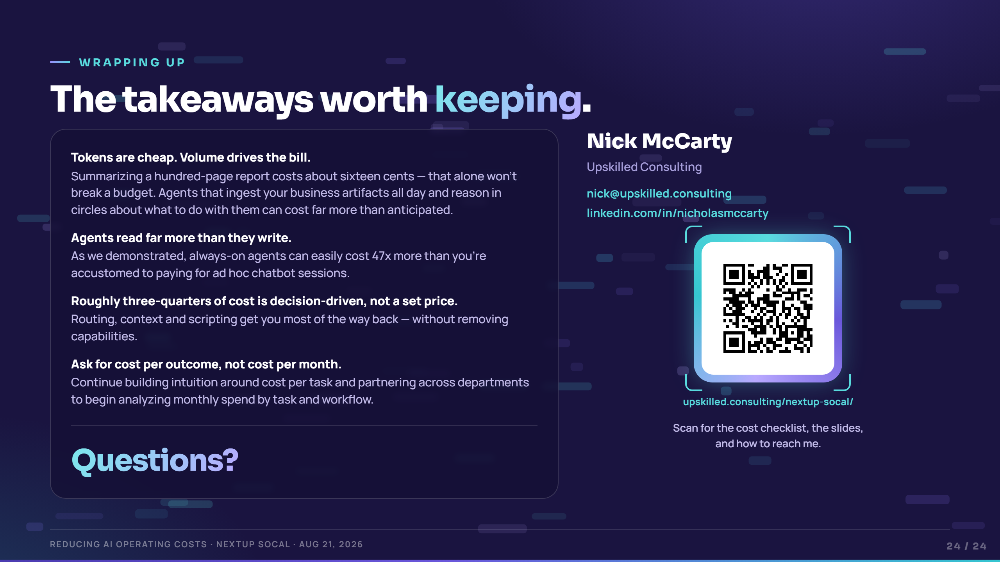 WRAPPING UP
The takeaways worth keeping.
Tokens are cheap. Volume drives the bill.
Summarizing a hundred-page report costs about sixteen cents — that alone won’t
break a budget. Agents that ingest your business artifacts all day and reason in
circles about what to do with them can cost far more than anticipated.
Agents read far more than they write.
As we demonstrated, always-on agents can easily cost 47x more than you’re
accustomed to paying for ad hoc chatbot sessions.
Roughly three-quarters of cost is decision-driven, not a set price.
Routing, context and scripting get you most of the way back — without removing
capabilities.
Ask for cost per outcome, not cost per month.
Continue building intuition around cost per task and partnering across departments
to begin analyzing monthly spend by task and workflow.
Questions?
Nick McCarty
Upskilled Consulting
nick@upskilled.consulting
linkedin.com/in/nicholasmccarty
upskilled.consulting/nextup-socal/
Scan for the cost checklist, the slides,
and how to reach me.
REDUCING AI OPERATING COSTS · NEXTUP SOCAL · AUG 21, 2026
24 / 24